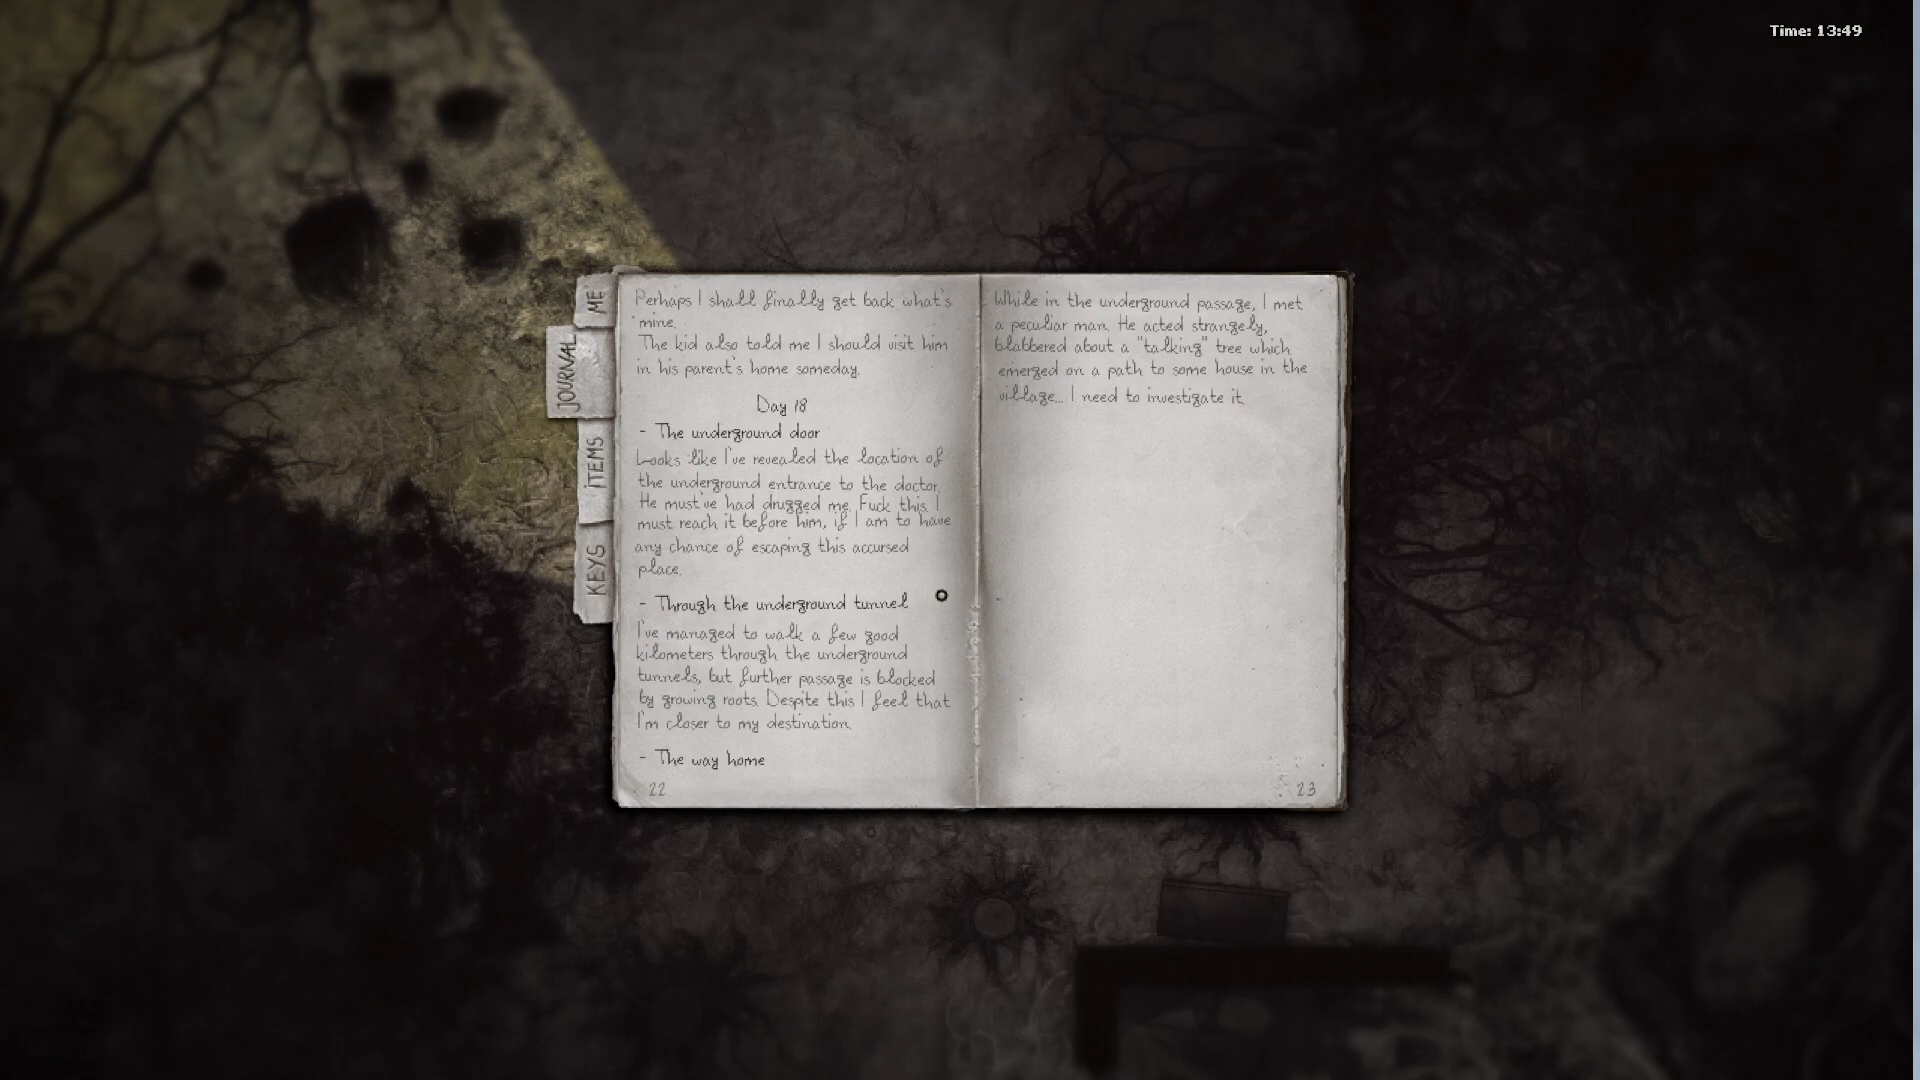 Time: 13:49
ME
JOURNAL
ITEMS
KEYS
Perhaps I shall finally get back what's
mine.
The kid also told me I should visit him
in his parent's home someday.
Day 18
- The underground door
Looks like I've revealed the location of
the underground entrance to the doctor.
He must've had drugged me. Fuck this. I
must reach it before him, if I am to have
any chance of escaping this accursed
place.
- Through the underground tunnel
I've managed to walk a few good
kilometers through the underground
tunnels, but further passage is blocked
by growing roots. Despite this I feel that
I'm closer to my destination.
- The way home
22
While in the underground passage, I met
a peculiar man. He acted strangely,
blabbered about a "talking" tree which
emerged on a path to some house in the
village... I need to investigate it.
23